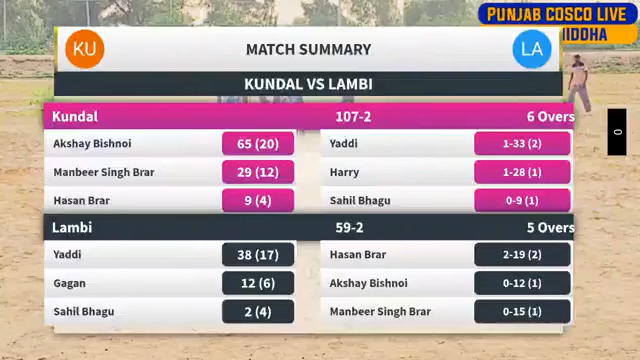 PUNJAB COSCO LIVE
KU MATCH SUMMARY LA
KUNDAL VS LAMBI
Kundal 107-2 6 Overs
Akshay Bishnoi 65 (20) Yaddi 1-33 (2)
Manbeer Singh Brar 29 (12) Harry 1-28 (1)
Hasan Brar 9 (4) Sahil Bhagu 0-9 (1)
0
Lambi 59-2 5 Overs
Yaddi 38 (17) Hasan Brar 2-19 (2)
Gagan 12 (6) Akshay Bishnoi 0-12 (1)
Sahil Bhagu 2 (4) Manbeer Singh Brar 0-15 (1)